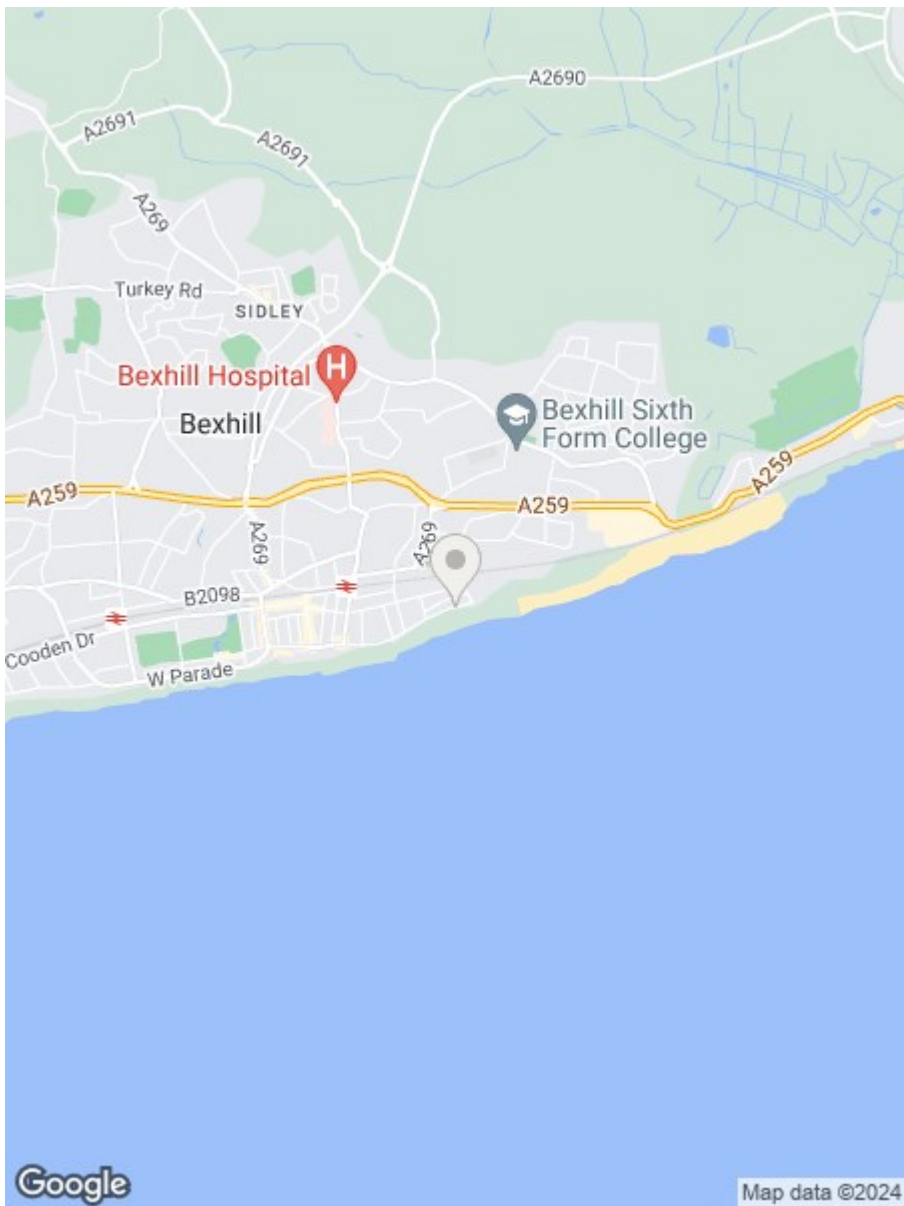 A2690
A2691
A2691
A269
Turkey Rd
SIDLEY
Bexhill Hospital
H
Bexhill
Bexhill Sixth
Form College
A259
A259
A259
A269
A269
B2098
Cooden Dr
W Parade
Google
Map data ©2024